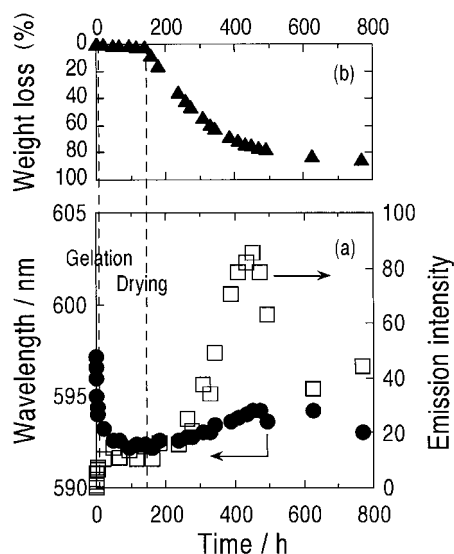 0 200 400 600 800
Weight loss (%)
0
20
40
60
80
100
(b)
605
600
595
590
Wavelength / nm
Gelation
Drying
(a)
100
80
60
40
20
0
Emission intensity
0 200 400 600 800
Time / h